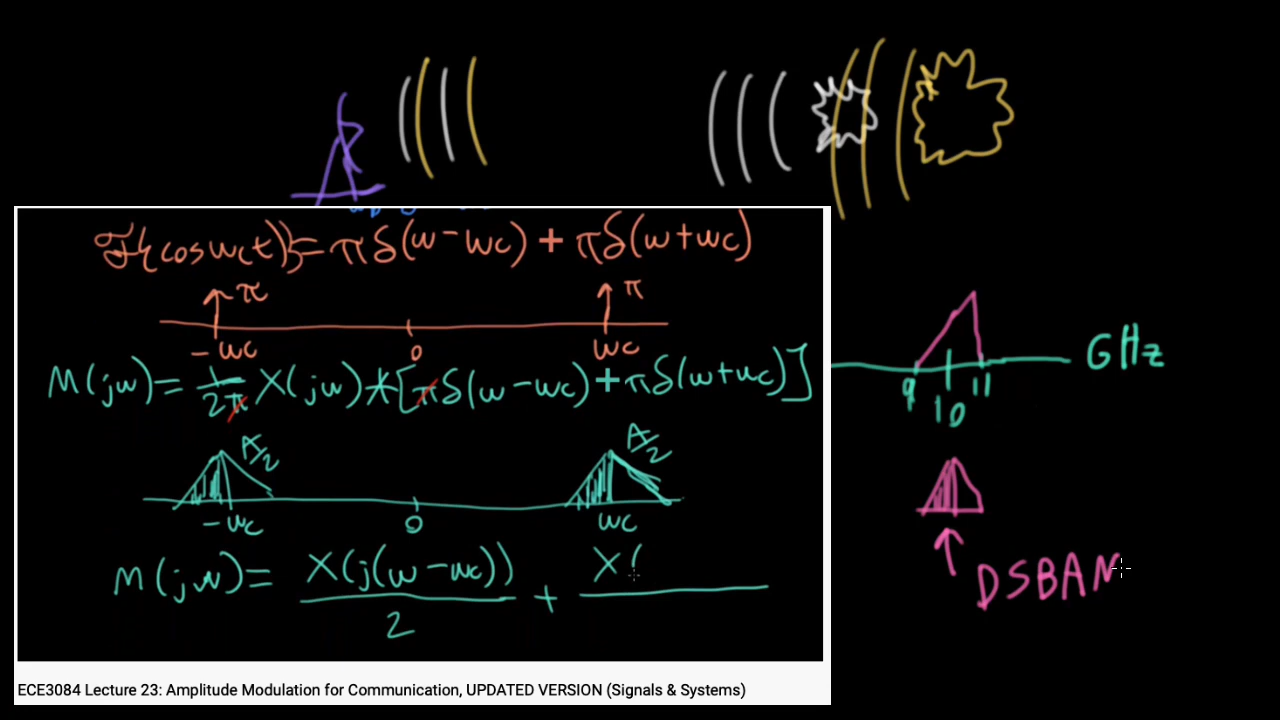 ℱ{cosωct)}=πδ(ω-ωc) + πδ(ω+ωc)
π
π
-ωc 0 ωc
M(jω)= 1/2π X(jω)*[πδ(ω-ωc)+πδ(ω+ωc)]
A/2
A/2
-ωc 0 ωc
M(jω)= X(j(ω-ωc))/2 + X(
ECE3084 Lecture 23: Amplitude Modulation for Communication, UPDATED VERSION (Signals & Systems)
GHz
9 10 11
DSBAM